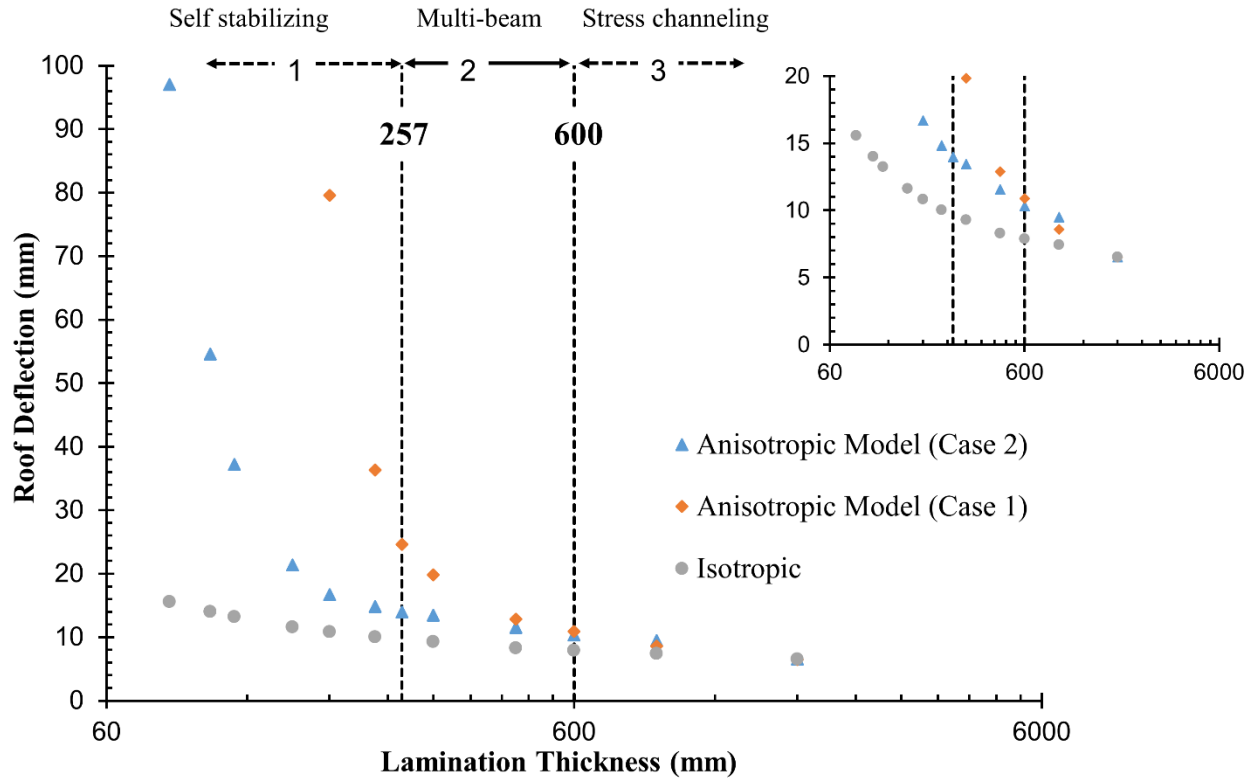 Self stabilizing Multi-beam Stress channeling
1 2 3
257 600
Roof Deflection (mm)
100
90
80
70
60
50
40
30
20
10
0
60 600 6000
Lamination Thickness (mm)
20
15
10
5
0
60 600 6000
Anisotropic Model (Case 2)
Anisotropic Model (Case 1)
Isotropic